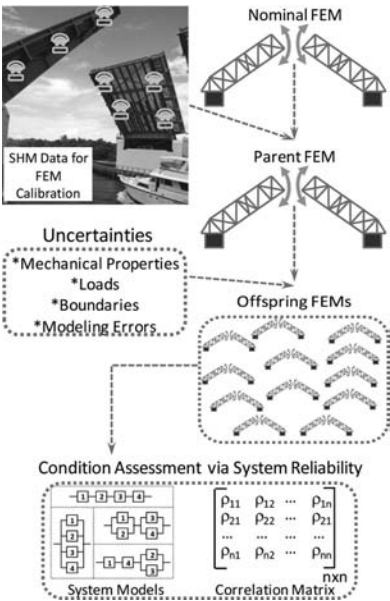 Nominal FEM
SHM Data for
FEM
Calibration
Parent FEM
Uncertainties
*Mechanical Properties
*Loads
*Boundaries
*Modeling Errors
Offspring FEMs
Condition Assessment via System Reliability
1 2 3 4
1
2
3
4
1 3
2 4
1 4 2
3
System Models
ρ11 ρ12 ... ρ1n
ρ21 ρ22 ... ρ21
... ... ... ...
ρn1 ρn2 ... ρnn
nxn
Correlation Matrix